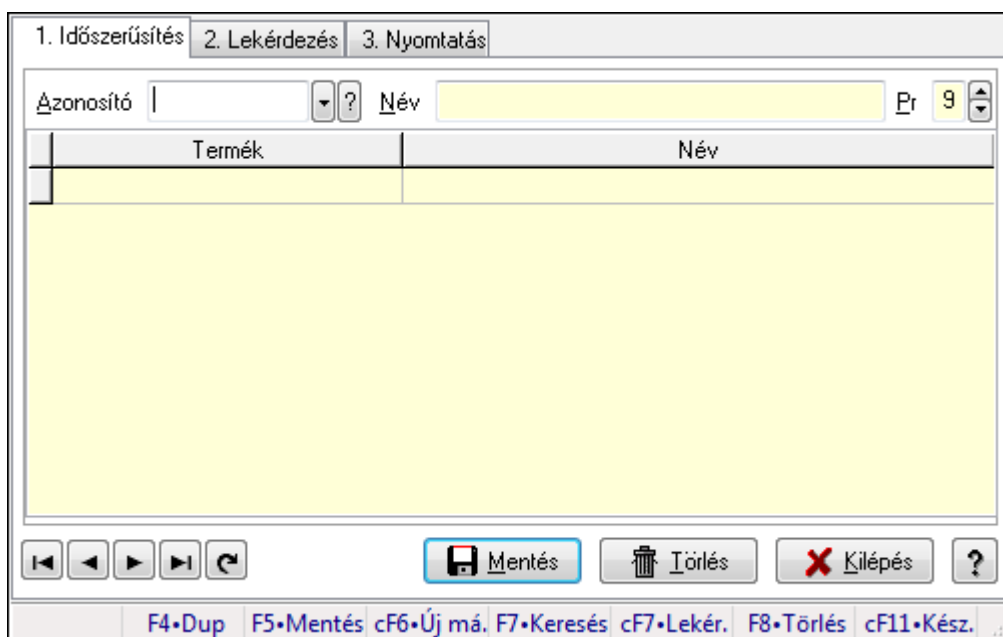 1. Időszerűsítés 2. Lekérdezés 3. Nyomtatás
Azonosító ? Név Pr 9
Termék Név
Mentés Törlés Kilépés ?
F4•Dup F5•Mentés cF6•Új má. F7•Keresés cF7•Lekér. F8•Törlés cF11•Kész.